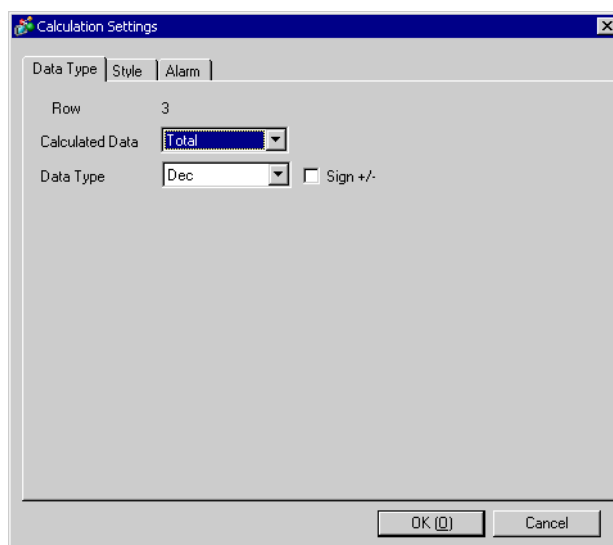 Calculation Settings
Data Type Style Alarm
Row 3
Calculated Data Total
Data Type Dec Sign +/-
OK (O) Cancel